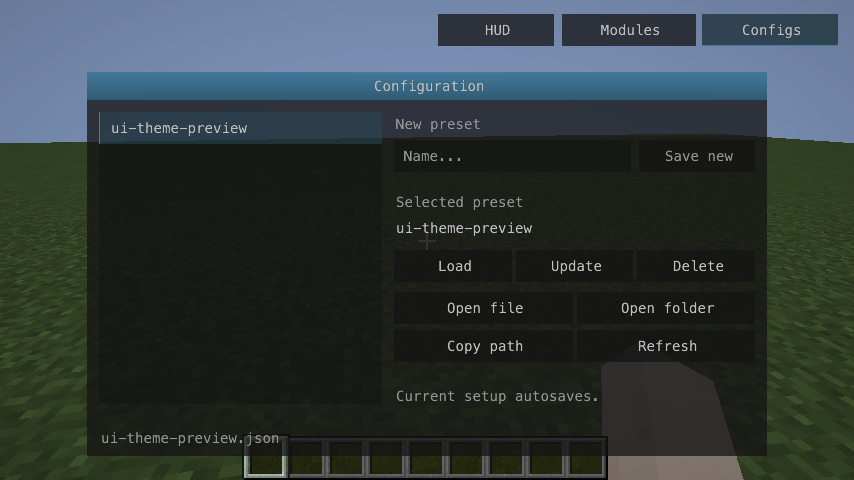 HUD Modules Configs
Configuration
ui-theme-preview
New preset
Name... Save new
Selected preset
ui-theme-preview
Load Update Delete
Open file Open folder
Copy path Refresh
Current setup autosaves.
ui-theme-preview.json